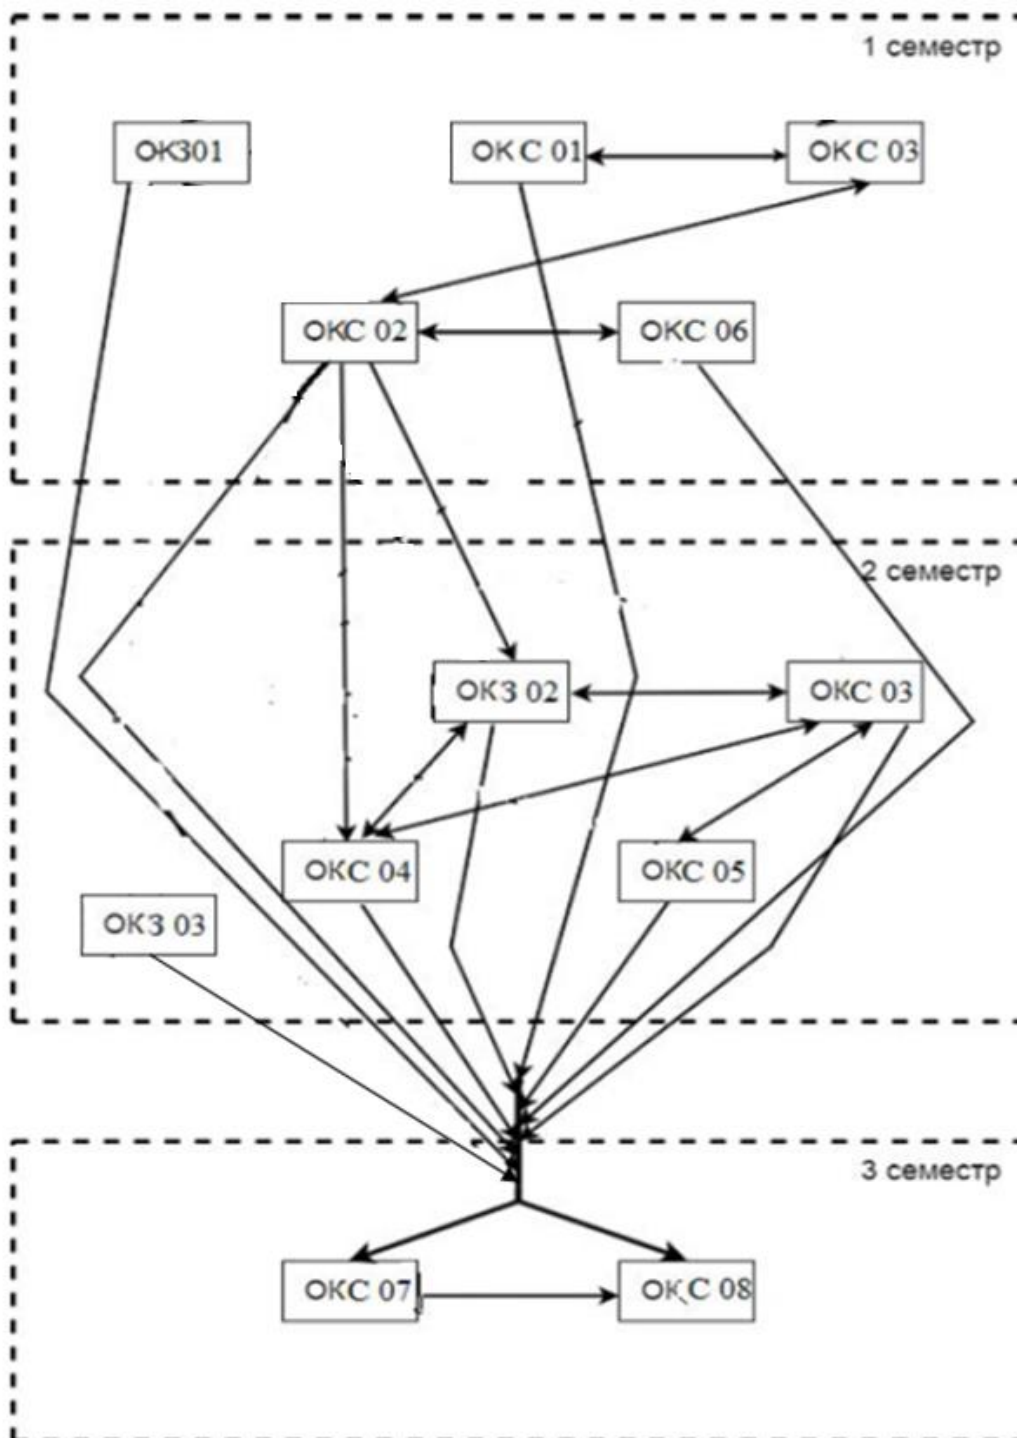 1 семестр
ОКЗ01
ОКС 01
ОКС 03
ОКС 02
ОКС 06
2 семестр
ОКЗ 02
ОКС 03
ОКС 04
ОКС 05
ОКЗ 03
3 семестр
ОКС 07
ОКС 08